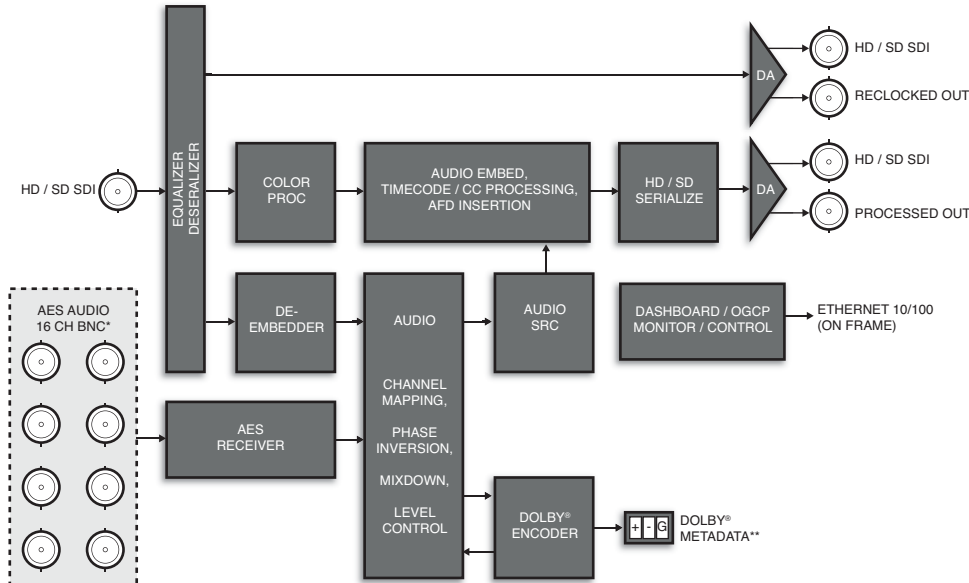 HD / SD SDI
DA
RECLOCKED OUT
EQUALIZER
DESERALIZER
HD / SD SDI
COLOR
PROC
AUDIO EMBED,
TIMECODE / CC PROCESSING,
AFD INSERTION
HD / SD
SERIALIZE
DA
HD / SD SDI
PROCESSED OUT
AES AUDIO
16 CH BNC*
DE-
EMBEDDER
AUDIO
CHANNEL
MAPPING,
PHASE
INVERSION,
MIXDOWN,
LEVEL
CONTROL
AUDIO
SRC
DASHBOARD / OGCP
MONITOR / CONTROL
ETHERNET 10/100
(ON FRAME)
AES
RECEIVER
DOLBY®
ENCODER
+ - G
DOLBY®
METADATA**